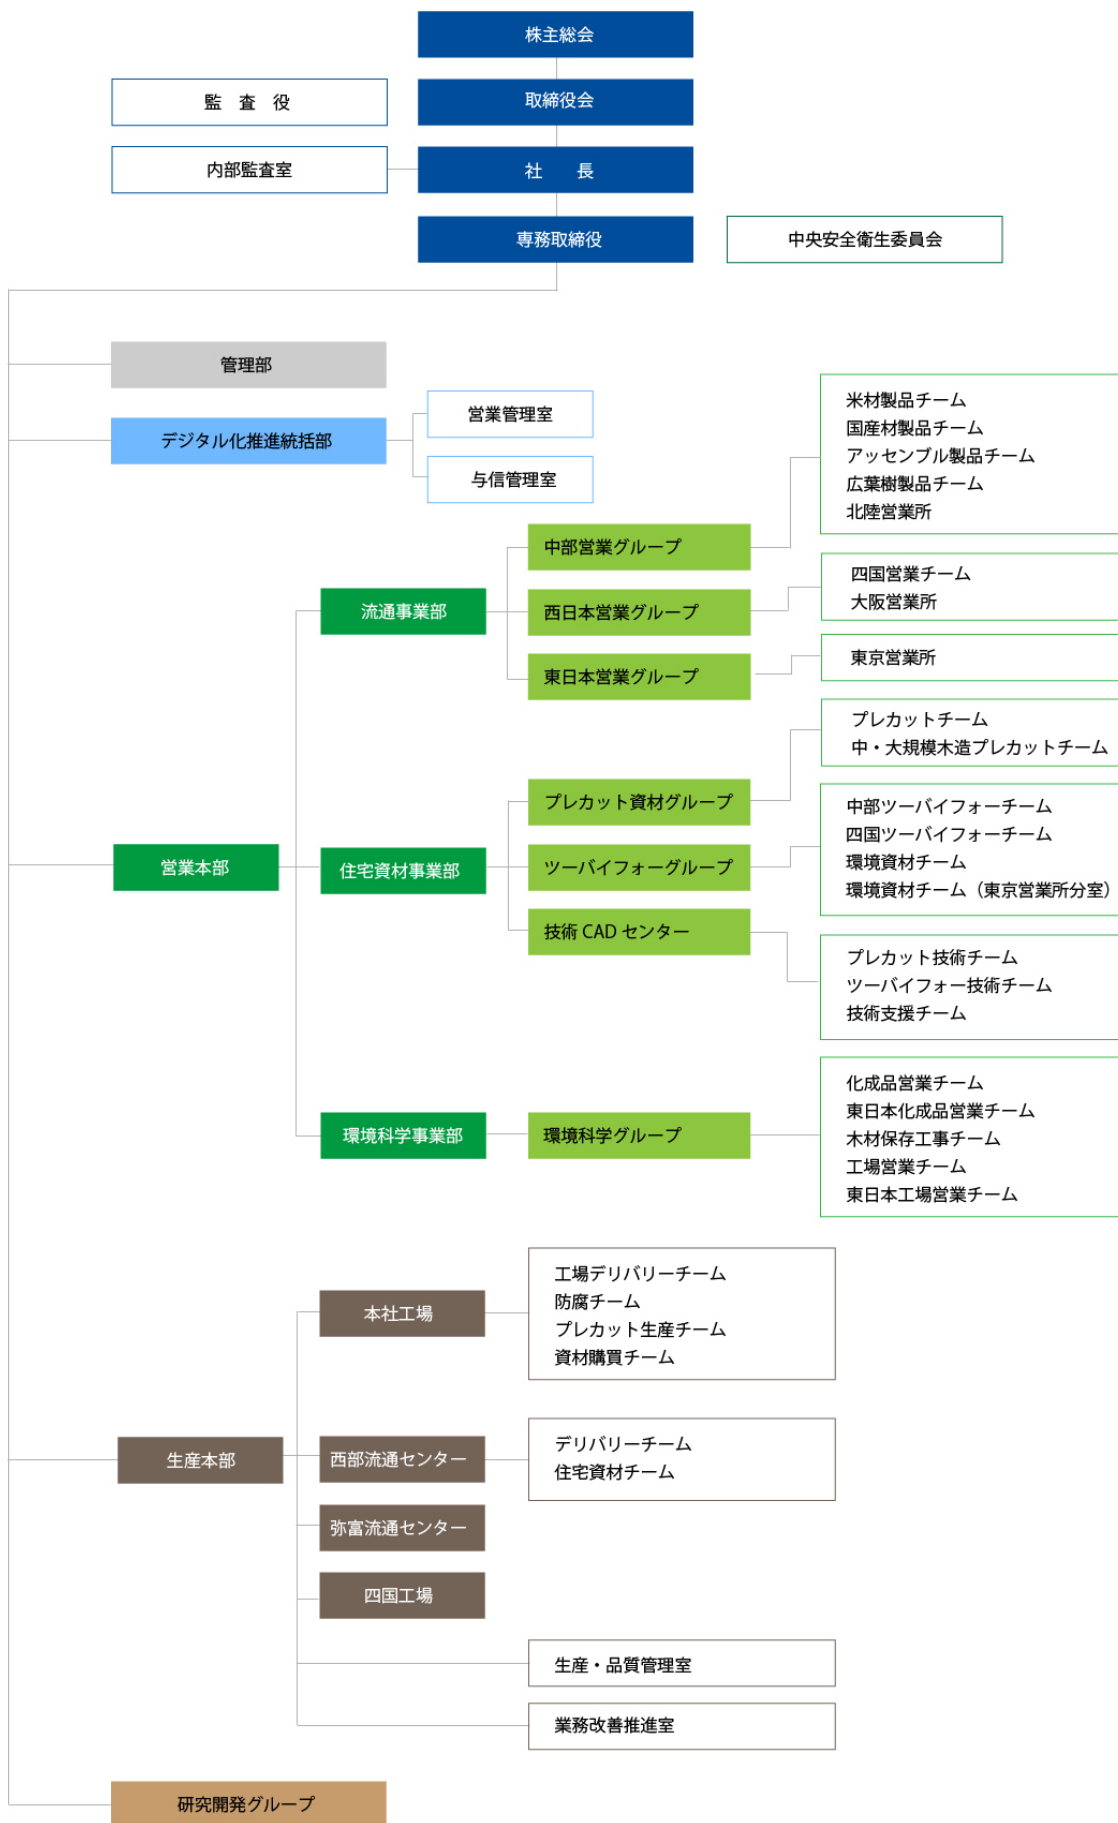 株主総会
監　査　役
取締役会
内部監査室
社　　長
専務取締役
中央安全衛生委員会
管理部
デジタル化推進統括部
営業管理室
与信管理室
営業本部
流通事業部
中部営業グループ
米材製品チーム
国産材製品チーム
アッセンブル製品チーム
広葉樹製品チーム
北陸営業所
西日本営業グループ
四国営業チーム
大阪営業所
東日本営業グループ
東京営業所
住宅資材事業部
プレカット資材グループ
プレカットチーム
中・大規模木造プレカットチーム
ツーバイフォーグループ
中部ツーバイフォーチーム
四国ツーバイフォーチーム
環境資材チーム
環境資材チーム（東京営業所分室）
技術 CAD センター
プレカット技術チーム
ツーバイフォー技術チーム
技術支援チーム
環境科学事業部
環境科学グループ
化成品営業チーム
東日本化成品営業チーム
木材保存工事チーム
工場営業チーム
東日本工場営業チーム
生産本部
本社工場
工場デリバリーチーム
防腐チーム
プレカット生産チーム
資材購買チーム
西部流通センター
デリバリーチーム
住宅資材チーム
弥富流通センター
四国工場
生産・品質管理室
業務改善推進室
研究開発グループ